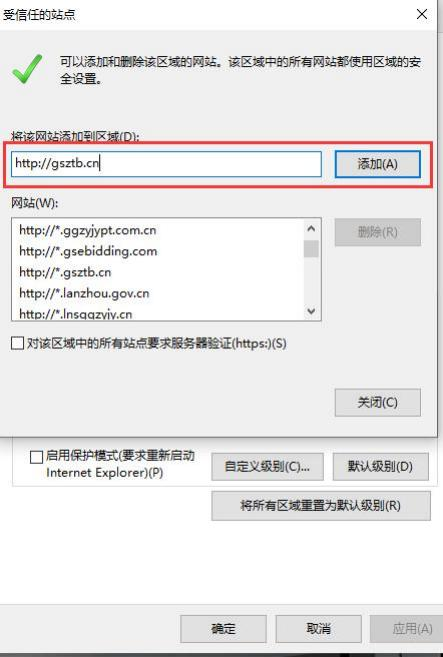 受信任的站点
可以添加和删除该区域的网站。该区域中的所有网站都使用区域的安
全设置。
将该网站添加到区域(D):
http://gsztb.cn
添加(A)
网站(W):
http://*.ggzyjypt.com.cn
http://*.gsebidding.com
http://*.gsztb.cn
http://*.lanzhou.gov.cn
http://*.lnsggzyjy.cn
删除(R)
对该区域中的所有站点要求服务器验证(https:)(S)
关闭(C)
启用保护模式(要求重新启动
Internet Explorer)(P)
自定义级别(C)...
默认级别(D)
将所有区域重置为默认级别(R)
确定
取消
应用(A)